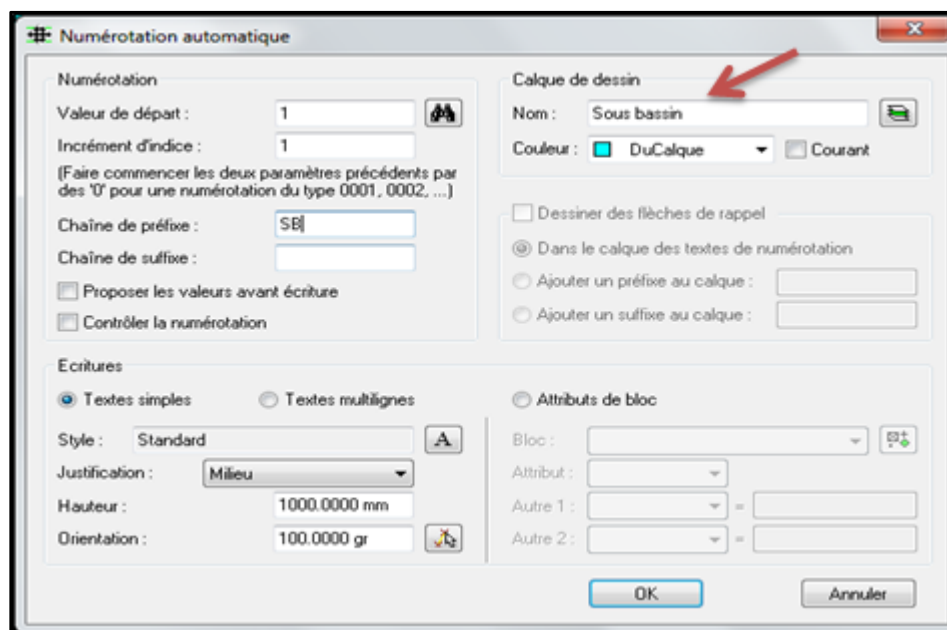 Numérotation automatique
Numérotation
Valeur de départ : 1
Incrément d'indice : 1
(Faire commencer les deux paramètres précédents par
des '0' pour une numérotation du type 0001, 0002, ...)
Chaîne de préfixe : SB
Chaîne de suffixe :
Proposer les valeurs avant écriture
Contrôler la numérotation
Calque de dessin
Nom : Sous bassin
Couleur : DuCalque Courant
Dessiner des flèches de rappel
Dans le calque des textes de numérotation
Ajouter un préfixe au calque :
Ajouter un suffixe au calque :
Ecritures
Textes simples Textes multilignes
Style : Standard A
Justification : Milieu
Hauteur : 1000.0000 mm
Orientation : 100.0000 gr
Attributs de bloc
Bloc :
Attribut :
Autre 1 : =
Autre 2 : =
OK Annuler